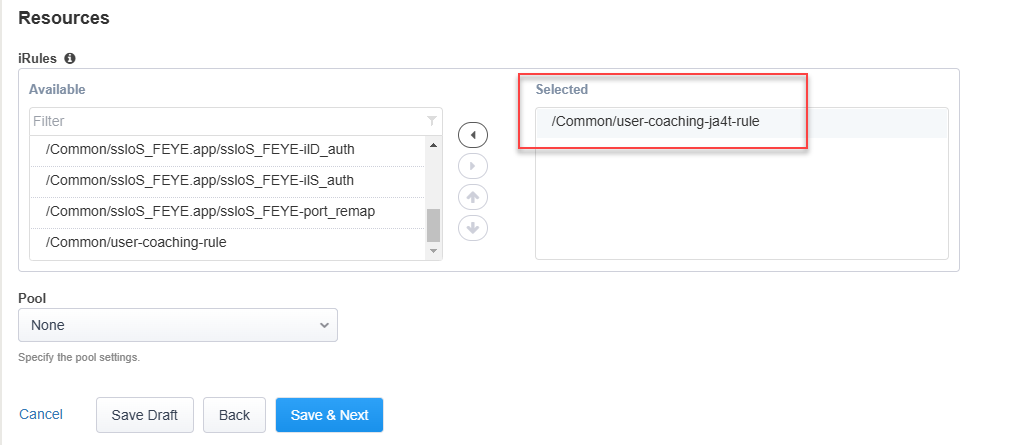 Resources
iRules
Available
Selected
Filter
/Common/user-coaching-ja4t-rule
/Common/ssloS_FEYE.app/ssloS_FEYE-ilD_auth
/Common/ssloS_FEYE.app/ssloS_FEYE-ilS_auth
/Common/ssloS_FEYE.app/ssloS_FEYE-port_remap
/Common/user-coaching-rule
Pool
None
Specify the pool settings.
Cancel
Save Draft
Back
Save & Next